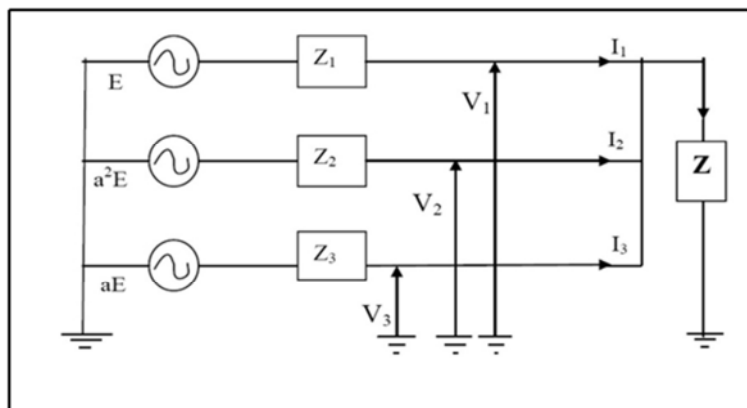 E
Z₁
I₁
V₁
a²E
Z₂
I₂
Z
V₂
aE
Z₃
I₃
V₃